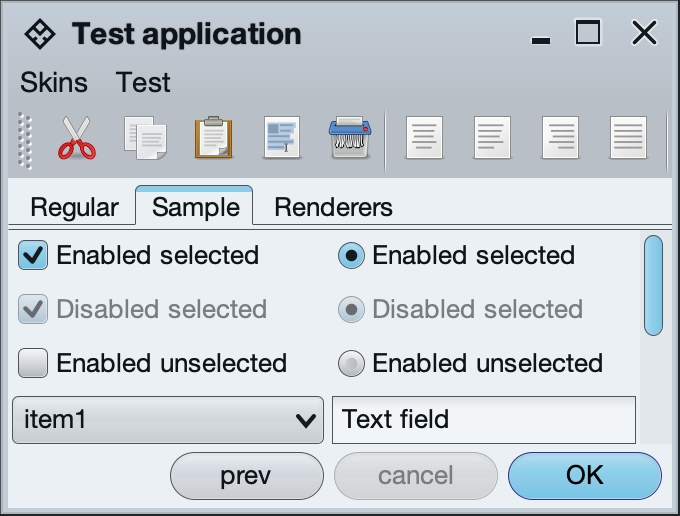 Test application
Skins Test
Regular Sample Renderers
Enabled selected Enabled selected
Disabled selected Disabled selected
Enabled unselected Enabled unselected
item1 Text field
prev cancel OK